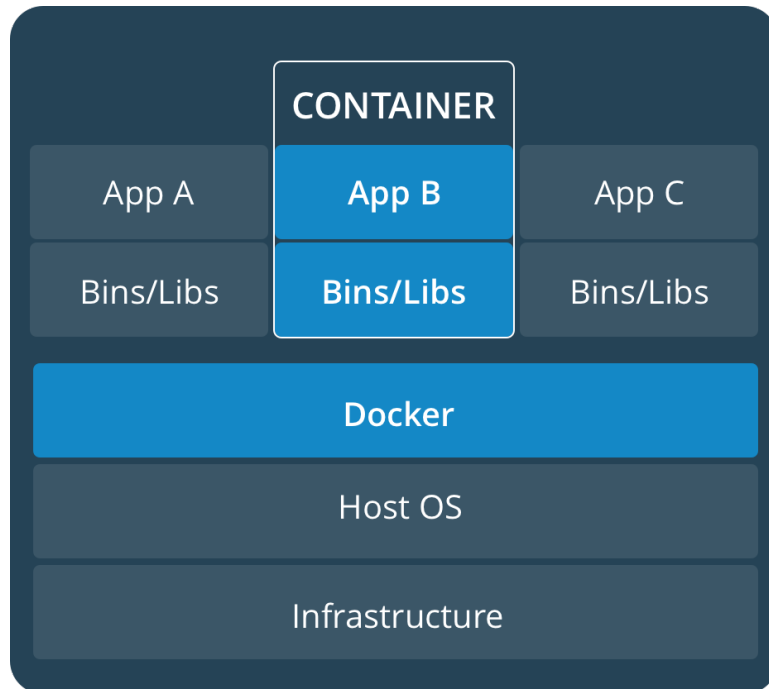 CONTAINER
App A
App B
App C
Bins/Libs
Bins/Libs
Bins/Libs
Docker
Host OS
Infrastructure